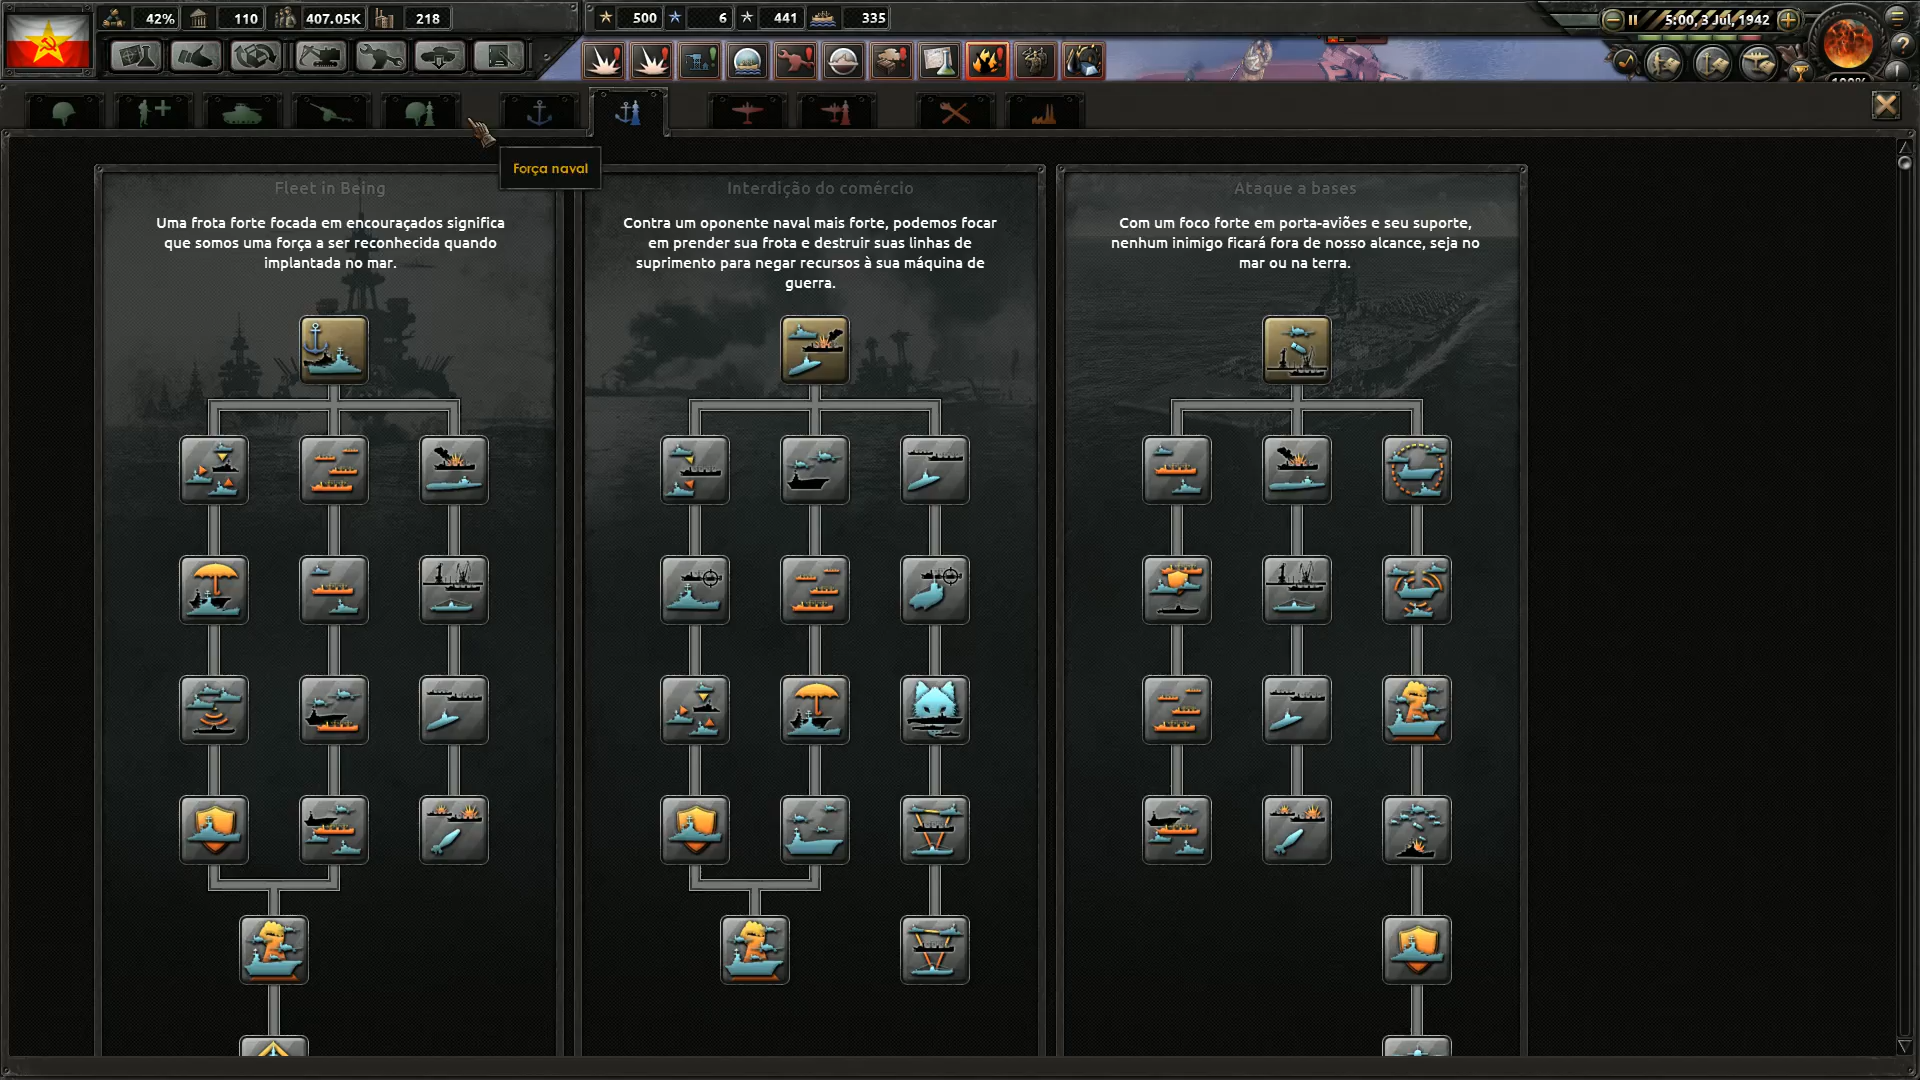 42%
110
407.05K
218
500
6
441
335
5:00, 3 Jul, 1942
Força naval
Fleet in Being
Uma frota forte focada em encouraçados significa
que somos uma força a ser reconhecida quando
implantada no mar.
Interdição do comércio
Contra um oponente naval mais forte, podemos focar
em prender sua frota e destruir suas linhas de
suprimento para negar recursos à sua máquina de
guerra.
Ataque a bases
Com um foco forte em porta-aviões e seu suporte,
nenhum inimigo ficará fora de nosso alcance, seja no
mar ou na terra.